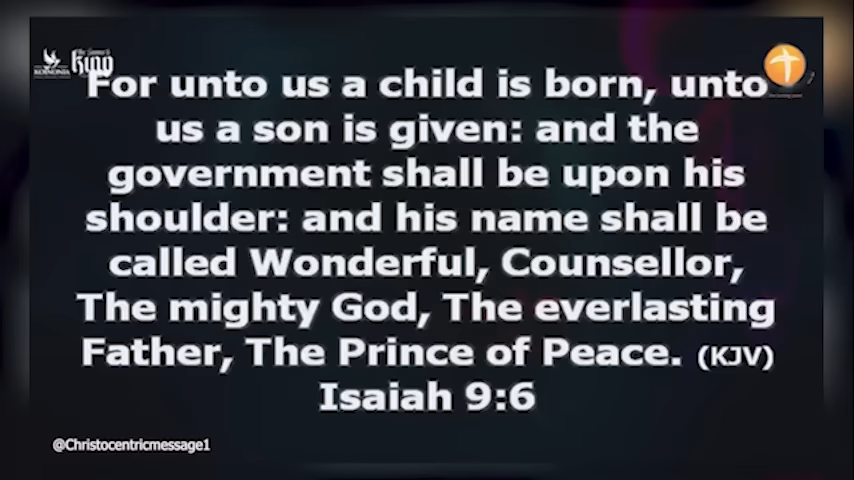 KOINONIA
King
For unto us a child is born, unto
us a son is given: and the
government shall be upon his
shoulder: and his name shall be
called Wonderful, Counsellor,
The mighty God, The everlasting
Father, The Prince of Peace. (KJV)
Isaiah 9:6
@Christocentricmessage1